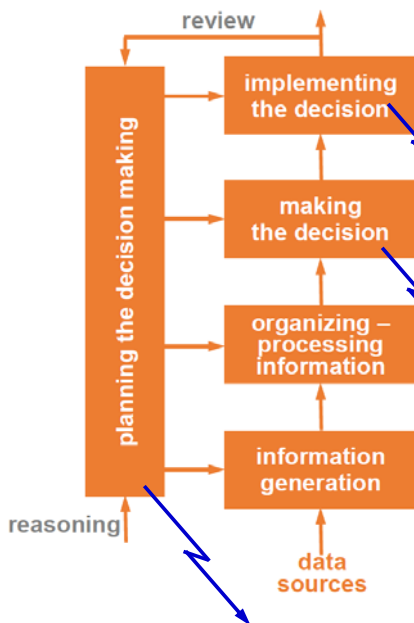 review
implementing
the decision
making
the decision
organizing –
processing
information
information
generation
planning the decision making
reasoning
data
sources